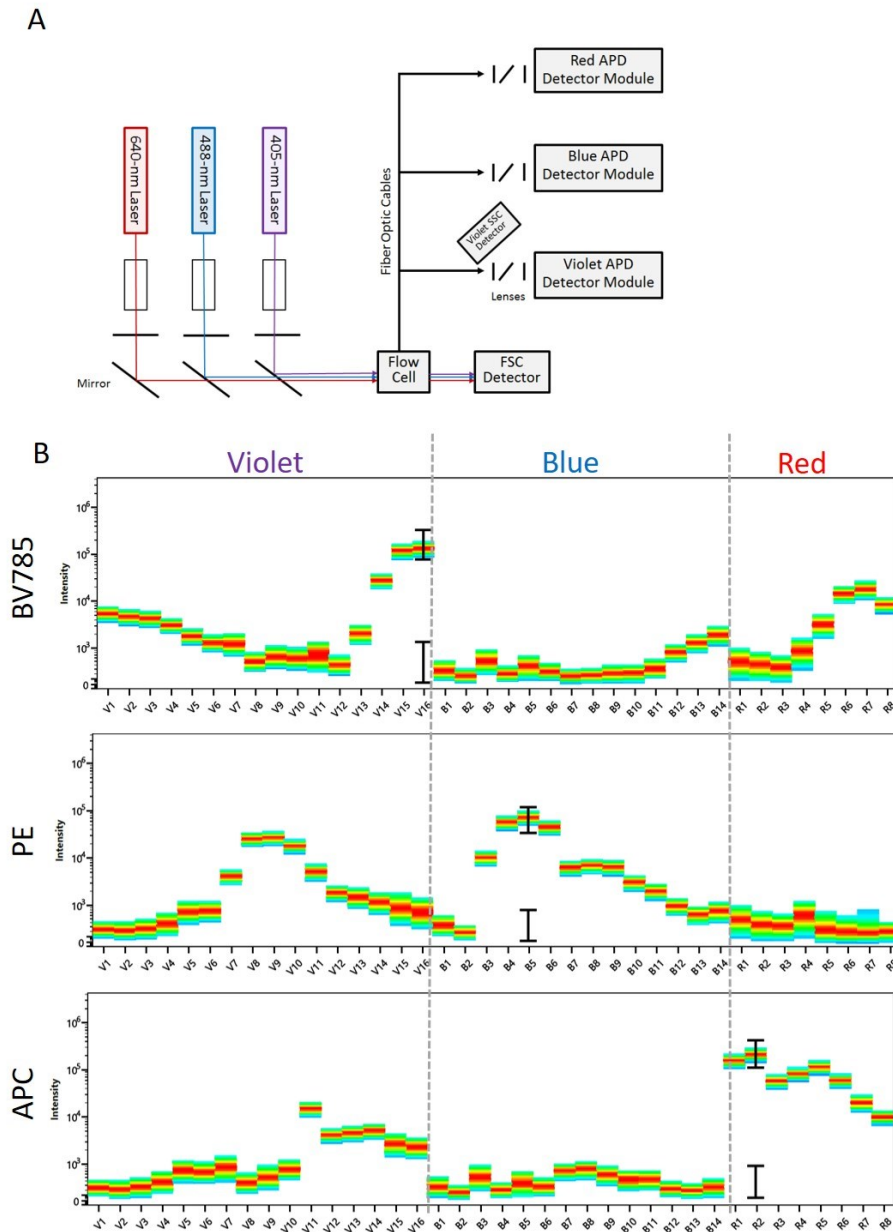 A
640-nm Laser
488-nm Laser
405-nm Laser
Mirror
Fiber Optic Cables
Red APD
Detector Module
Blue APD
Detector Module
Violet SSC
Detector
Violet APD
Detector Module
Lenses
Flow
Cell
FSC
Detector
B
Violet Blue Red
BV785
Intensity
10⁶
10⁵
10⁴
10³
0
V1 V2 V3 V4 V5 V6 V7 V8 V9 V10 V11 V12 V13 V14 V15 V16 B1 B2 B3 B4 B5 B6 B7 B8 B9 B10 B11 B12 B13 B14 R1 R2 R3 R4 R5 R6 R7 R8
PE
Intensity
10⁶
10⁵
10⁴
10³
0
V1 V2 V3 V4 V5 V6 V7 V8 V9 V10 V11 V12 V13 V14 V15 V16 B1 B2 B3 B4 B5 B6 B7 B8 B9 B10 B11 B12 B13 B14 R1 R2 R3 R4 R5 R6 R7 R8
APC
Intensity
10⁶
10⁵
10⁴
10³
0
V1 V2 V3 V4 V5 V6 V7 V8 V9 V10 V11 V12 V13 V14 V15 V16 B1 B2 B3 B4 B5 B6 B7 B8 B9 B10 B11 B12 B13 B14 R1 R2 R3 R4 R5 R6 R7 R8